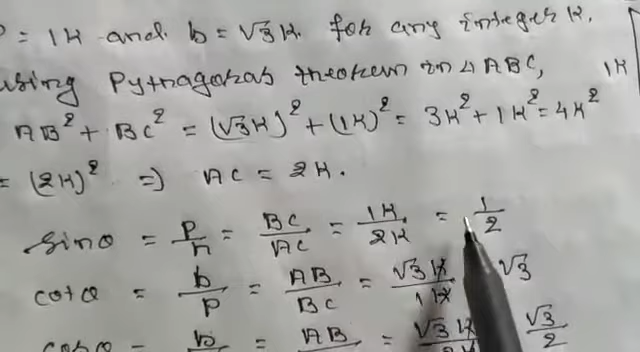 = 1K and b = √3K for any integer K.
using Pythagoras theorem in △ABC, 1K
AB² + BC² = (√3K)² + (1K)² = 3K² + 1K² = 4K²
= (2K)² ⇒ AC = 2K.
sinθ = P/h = BC/AC = 1K/2K = 1/2
cotθ = b/P = AB/BC = √3K/1K √3
cosθ = b AB = √3K √3/2